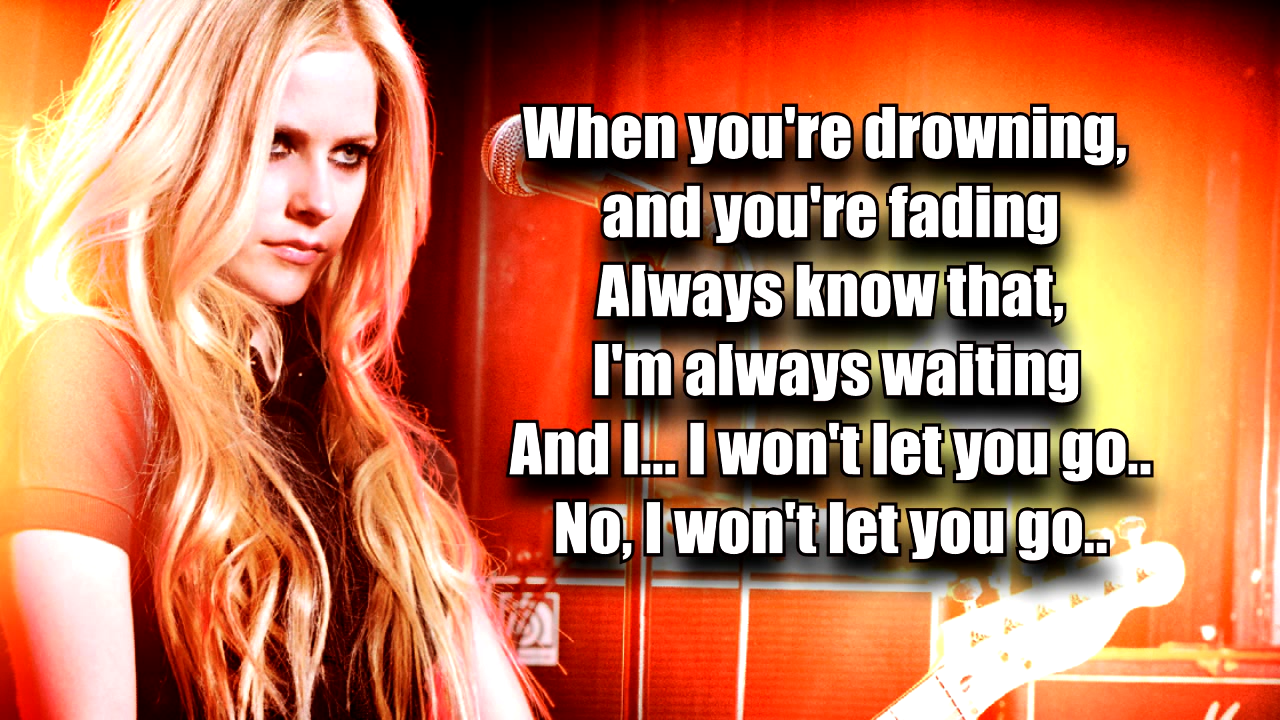 When you're drowning,
and you're fading
Always know that,
I'm always waiting
And I... I won't let you go..
No, I won't let you go..